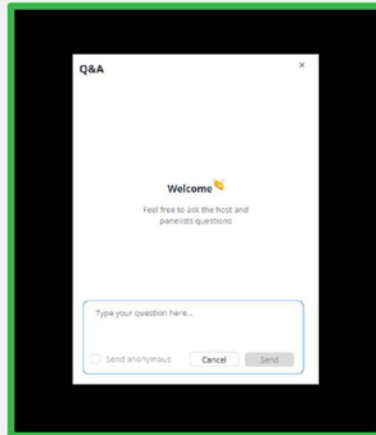 Q&A
Welcome
Feel free to ask the host and
panelists questions
Type your question here...
Send anonymous
Cancel
Send